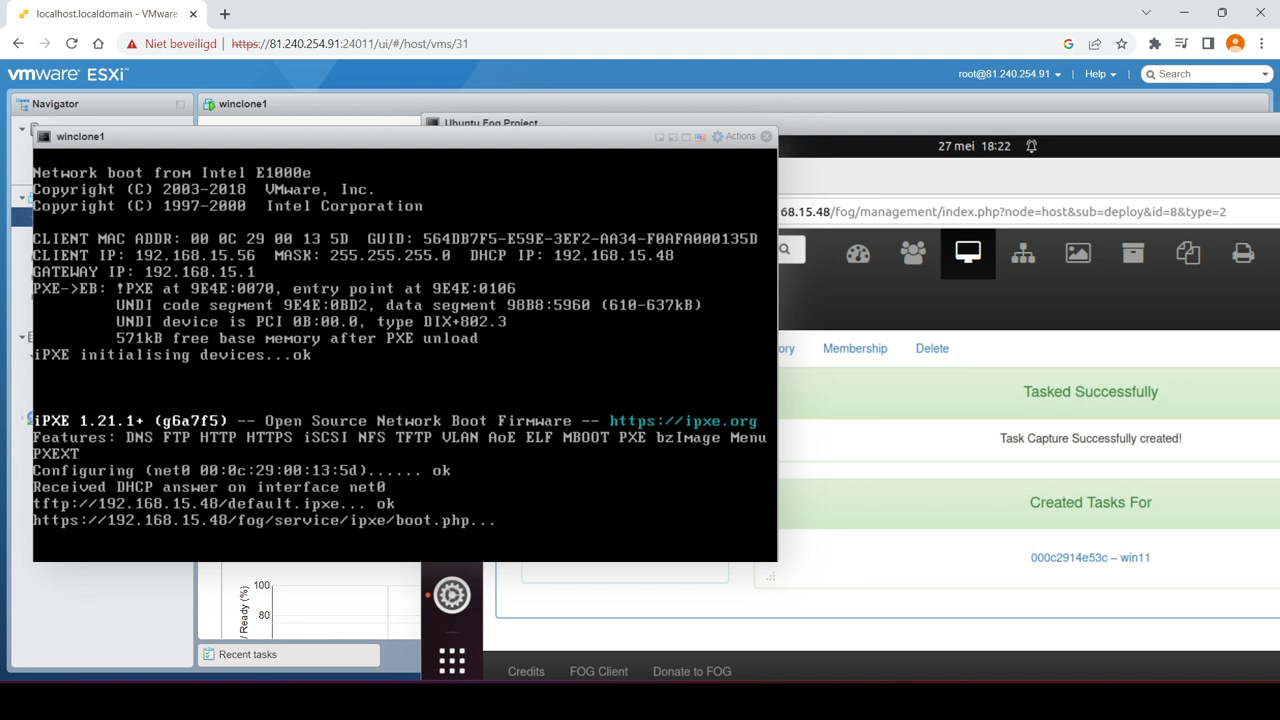 localhost.localdomain - VMware
Niet beveiligd
https://81.240.254.91:24011/ui/#/host/vms/31
vmware ESXi™
root@81.240.254.91
Help
Search
Navigator
winclone1
Ubuntu Fog Project
winclone1
Actions
27 mei 18:22
68.15.48/fog/management/index.php?node=host&sub=deploy&id=8&type=2
Network boot from Intel E1000e
Copyright (C) 2003-2018 VMware, Inc.
Copyright (C) 1997-2000 Intel Corporation
CLIENT MAC ADDR: 00 0C 29 00 13 5D GUID: 564DB7F5-E59E-3EF2-AA34-F0AFA000135D
CLIENT IP: 192.168.15.56 MASK: 255.255.255.0 DHCP IP: 192.168.15.48
GATEWAY IP: 192.168.15.1
PXE->EB: !PXE at 9E4E:0070, entry point at 9E4E:0106
UNDI code segment 9E4E:0BD2, data segment 98B8:5960 (610-637kB)
UNDI device is PCI 0B:00.0, type DIX+802.3
571kB free base memory after PXE unload
iPXE initialising devices...ok
iPXE 1.21.1+ (g6a7f5) -- Open Source Network Boot Firmware -- https://ipxe.org
Features: DNS FTP HTTP HTTPS iSCSI NFS TFTP VLAN AoE ELF MBOOT PXE bzImage Menu
PXEXT
Configuring (net0 00:0c:29:00:13:5d)...... ok
Received DHCP answer on interface net0
tftp://192.168.15.48/default.ipxe... ok
https://192.168.15.48/fog/service/ipxe/boot.php...
ory
Membership
Delete
Tasked Successfully
Task Capture Successfully created!
Created Tasks For
000c2914e53c – win11
100
80
/ Ready (%)
Recent tasks
Credits
FOG Client
Donate to FOG